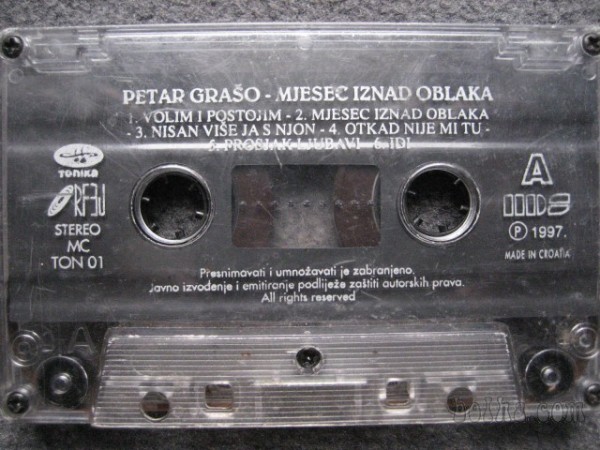 PETAR GRAŠO - MJESEC IZNAD OBLAKA
1. VOLIM I POSTOJIM - 2. MJESEC IZNAD OBLAKA
- 3. NISAN VIŠE JA S NJON - 4. OTKAD NIJE MI TU -
5. PROSJAK LJUBAVI - 6. IDI
TONIKA
A
STEREO
MC
TON 01
℗ 1997.
MADE IN CROATIA
Presnimavati i umnožavati je zabranjeno.
Javno izvođenje i emitiranje podliježe zaštiti autorskih prava.
All rights reserved
A